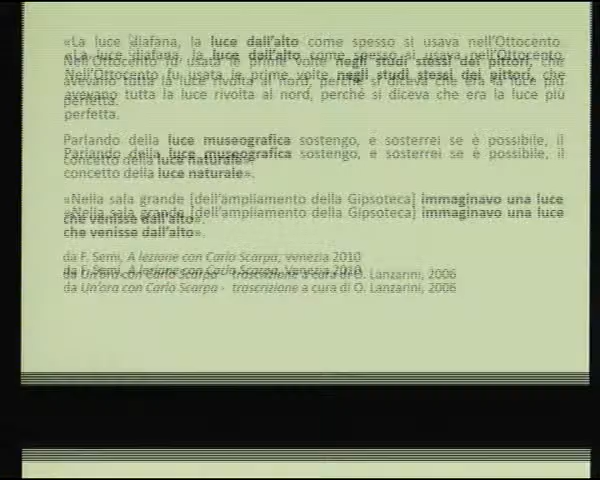 «La luce diafana, la luce dall'alto come spesso si usava nell'Ottocento.
Nell'Ottocento fu usata le prime volte negli studi stessi dei pittori, che
avevano tutta la luce rivolta al nord, perché si diceva che era la luce più
perfetta.
Parlando della luce museografica sostengo, e sosterrei se è possibile, il
concetto della luce naturale».
«Nella sala grande [dell'ampliamento della Gipsoteca] immaginavo una luce
che venisse dall'alto».
da F. Semi, A lezione con Carlo Scarpa, Venezia 2010
da Un'ora con Carlo Scarpa - trascrizione a cura di O. Lanzarini, 2006